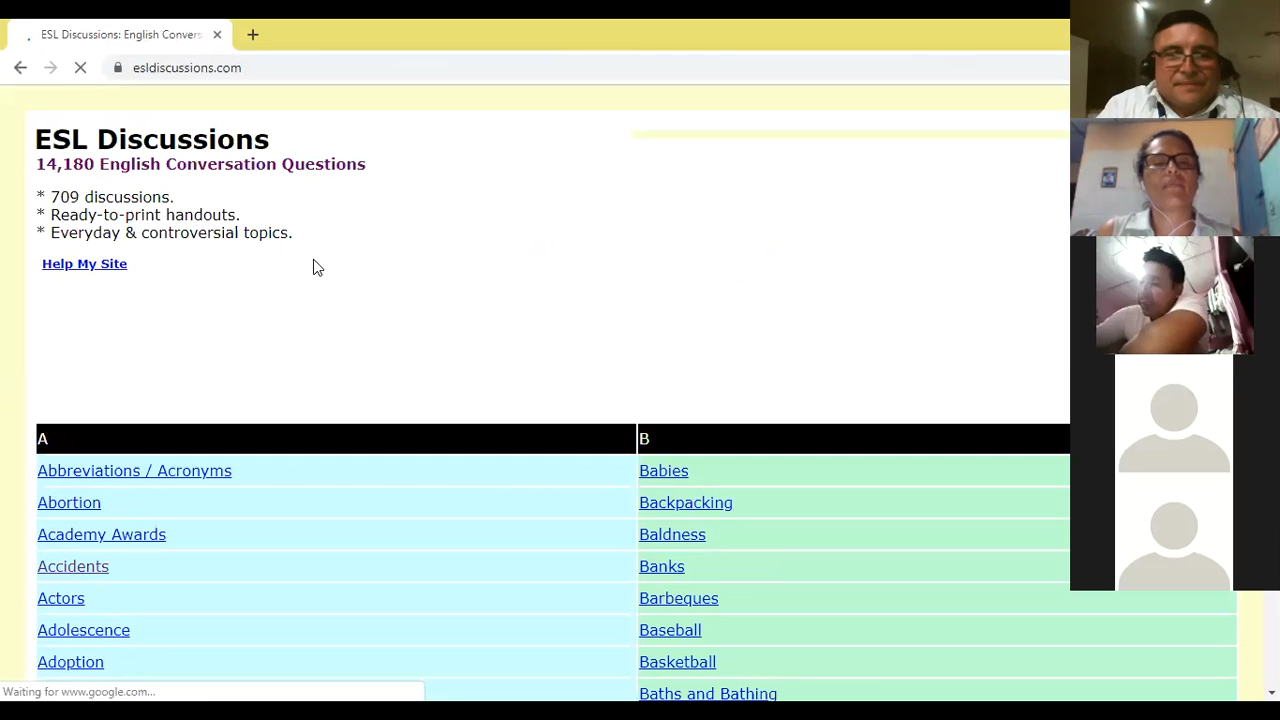 ESL Discussions: English Convers
esldiscussions.com
ESL Discussions
14,180 English Conversation Questions
* 709 discussions.
* Ready-to-print handouts.
* Everyday & controversial topics.
Help My Site
A
B
Abbreviations / Acronyms
Babies
Abortion
Backpacking
Academy Awards
Baldness
Accidents
Banks
Actors
Barbeques
Adolescence
Baseball
Adoption
Basketball
Baths and Bathing
Waiting for www.google.com...